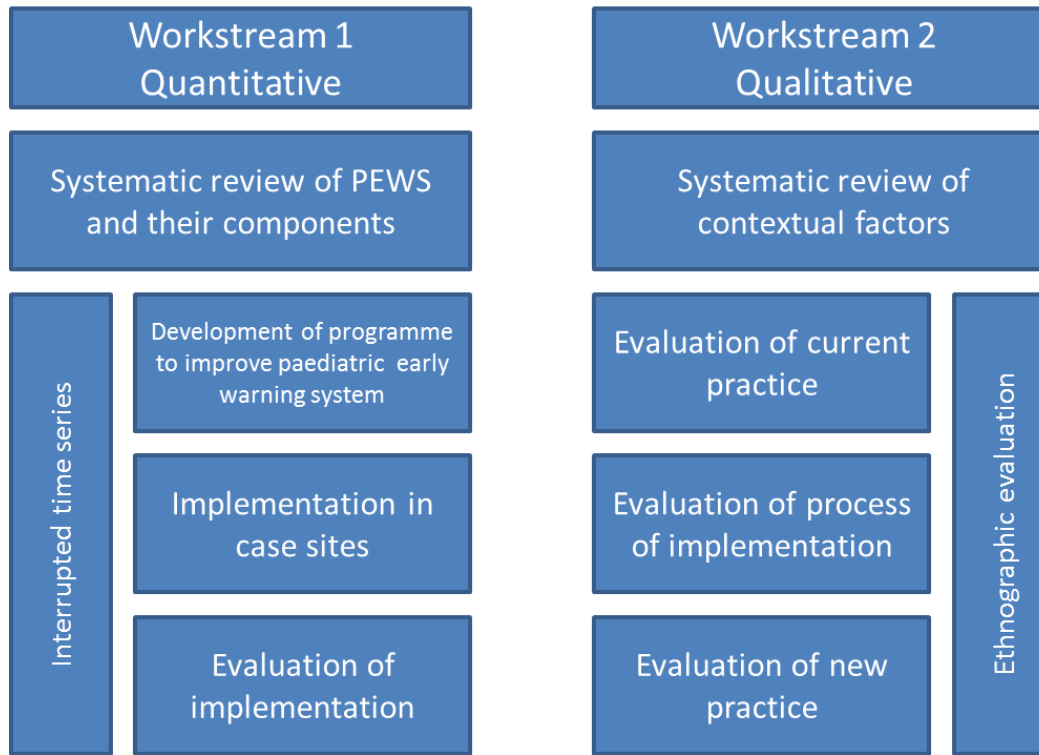 Workstream 1
Quantitative
Systematic review of PEWS
and their components
Interrupted time series
Development of programme
to improve paediatric early
warning system
Implementation in
case sites
Evaluation of
implementation
Workstream 2
Qualitative
Systematic review of
contextual factors
Evaluation of current
practice
Evaluation of process
of implementation
Evaluation of new
practice
Ethnographic evaluation